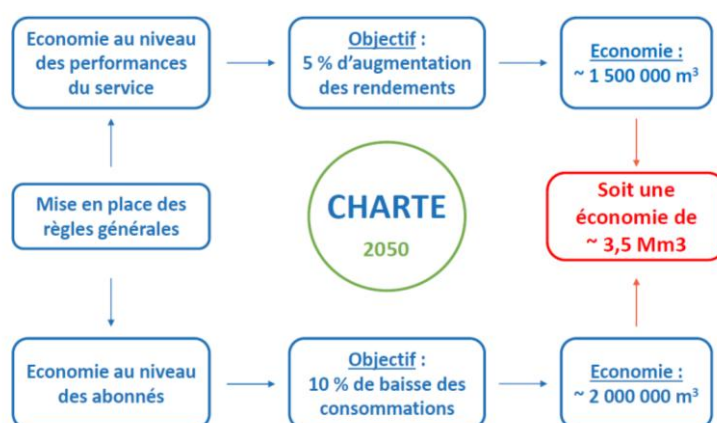 Economie au niveau
des performances
du service
Objectif :
5 % d’augmentation
des rendements
Economie :
~ 1 500 000 m³
Mise en place des
règles générales
CHARTE
2050
Soit une
économie de
~ 3,5 Mm3
Economie au niveau
des abonnés
Objectif :
10 % de baisse des
consommations
Economie :
~ 2 000 000 m³